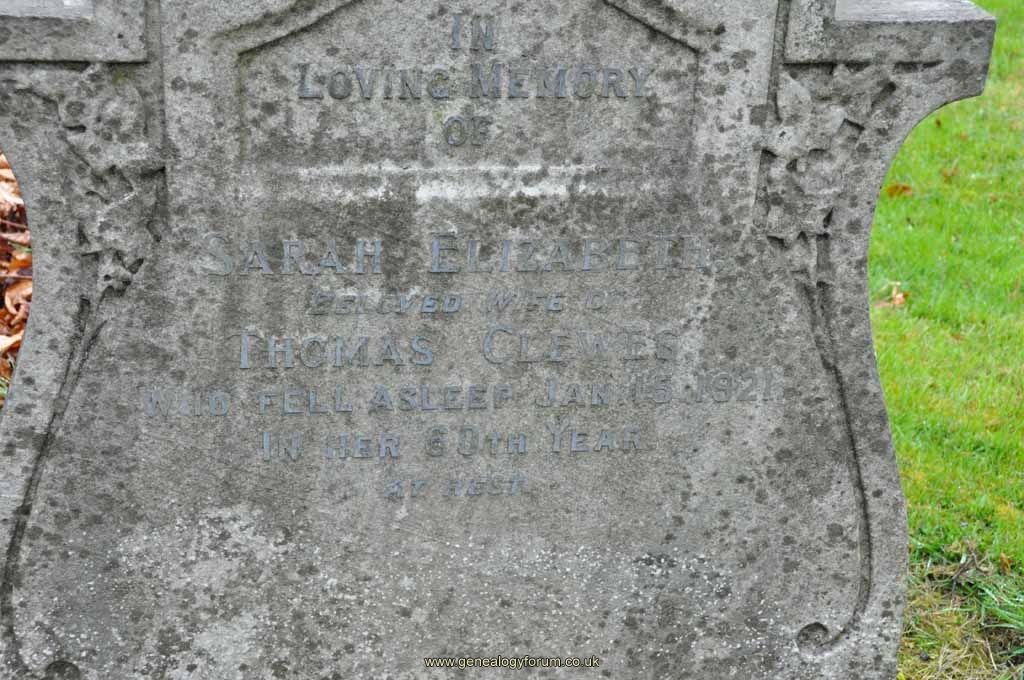 IN
LOVING MEMORY
OF
SARAH ELIZABETH
BELOVED WIFE OF
THOMAS CLEWES
WHO FELL ASLEEP JAN. 15. 1921.
IN HER 60TH YEAR.
AT REST.
www.genealogyforum.co.uk